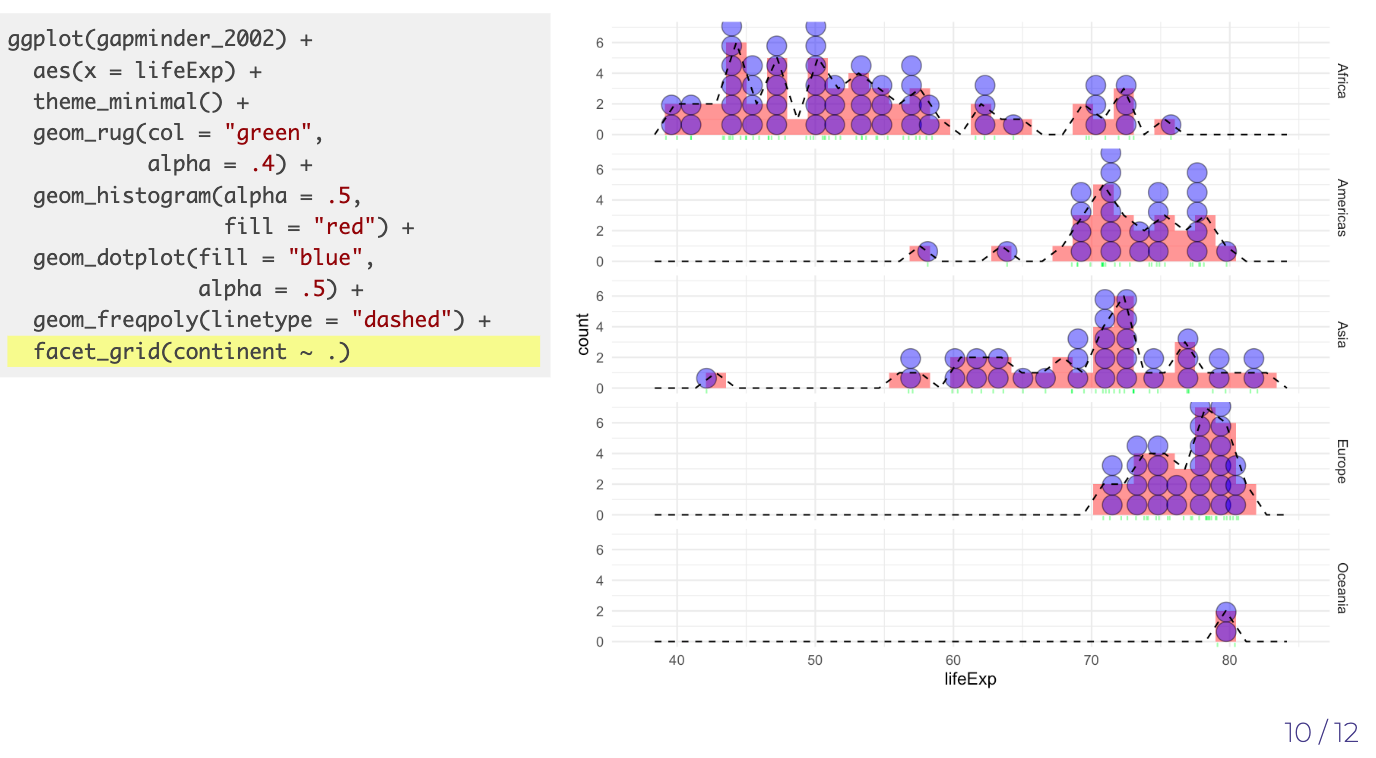 ggplot(gapminder_2002) +
  aes(x = lifeExp) +
  theme_minimal() +
  geom_rug(col = "green",
           alpha = .4) +
  geom_histogram(alpha = .5,
                 fill = "red") +
  geom_dotplot(fill = "blue",
               alpha = .5) +
  geom_freqpoly(linetype = "dashed") +
  facet_grid(continent ~ .)
count
6
4
2
0
Africa
6
4
2
0
Americas
6
4
2
0
Asia
6
4
2
0
Europe
6
4
2
0
Oceania
40 50 60 70 80
lifeExp
10 / 12